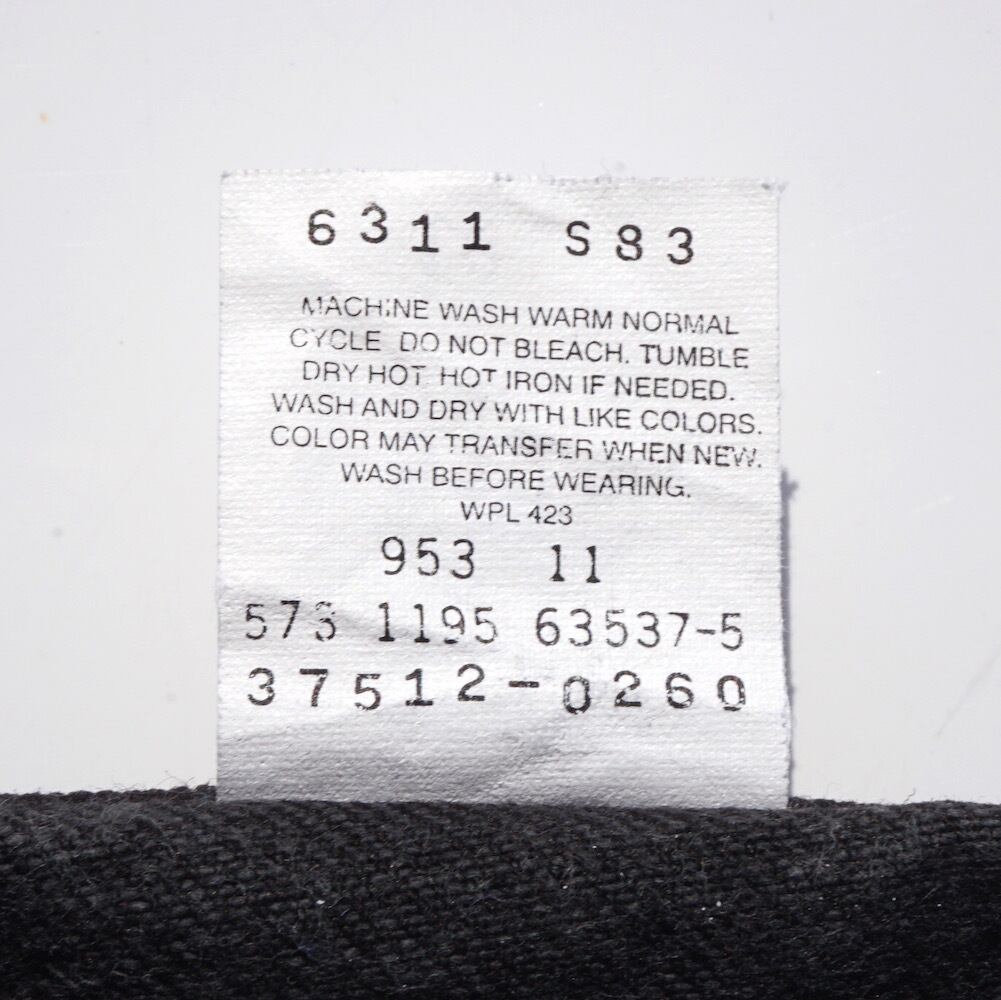 6311 S83
MACHINE WASH WARM NORMAL
CYCLE DO NOT BLEACH. TUMBLE
DRY HOT HOT IRON IF NEEDED.
WASH AND DRY WITH LIKE COLORS.
COLOR MAY TRANSFER WHEN NEW.
WASH BEFORE WEARING.
WPL 423
953 11
1195 63537-5
37512-0260